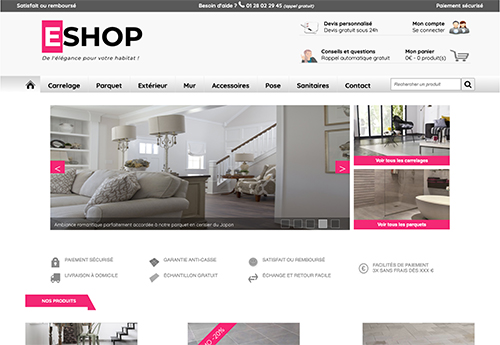 Satisfait ou remboursé
Besoin d'aide ? 01 28 02 29 45 (appel gratuit)
Paiement sécurisé
ESHOP
De l'élégance pour votre habitat !
Devis personnalisé
Devis gratuit sous 24h
Mon compte
Se connecter
Conseils et questions
Rappel automatique gratuit
Mon panier
0€ - 0 produit(s)
Carrelage Parquet Extérieur Mur Accessoires Pose Sanitaires Contact
Rechercher un produit
< >
Ambiance romantique parfaitement accordée à notre parquet en cerisier du Japon
Voir tous les carrelages
Voir tous les parquets
PAIEMENT SÉCURISÉ
GARANTIE ANTI-CASSE
SATISFAIT OU REMBOURSÉ
FACILITÉS DE PAIEMENT
3X SANS FRAIS DÈS XXX €
LIVRAISON À DOMICILE
ÉCHANTILLON GRATUIT
ÉCHANGE ET RETOUR FACILE
NOS PRODUITS
-20%